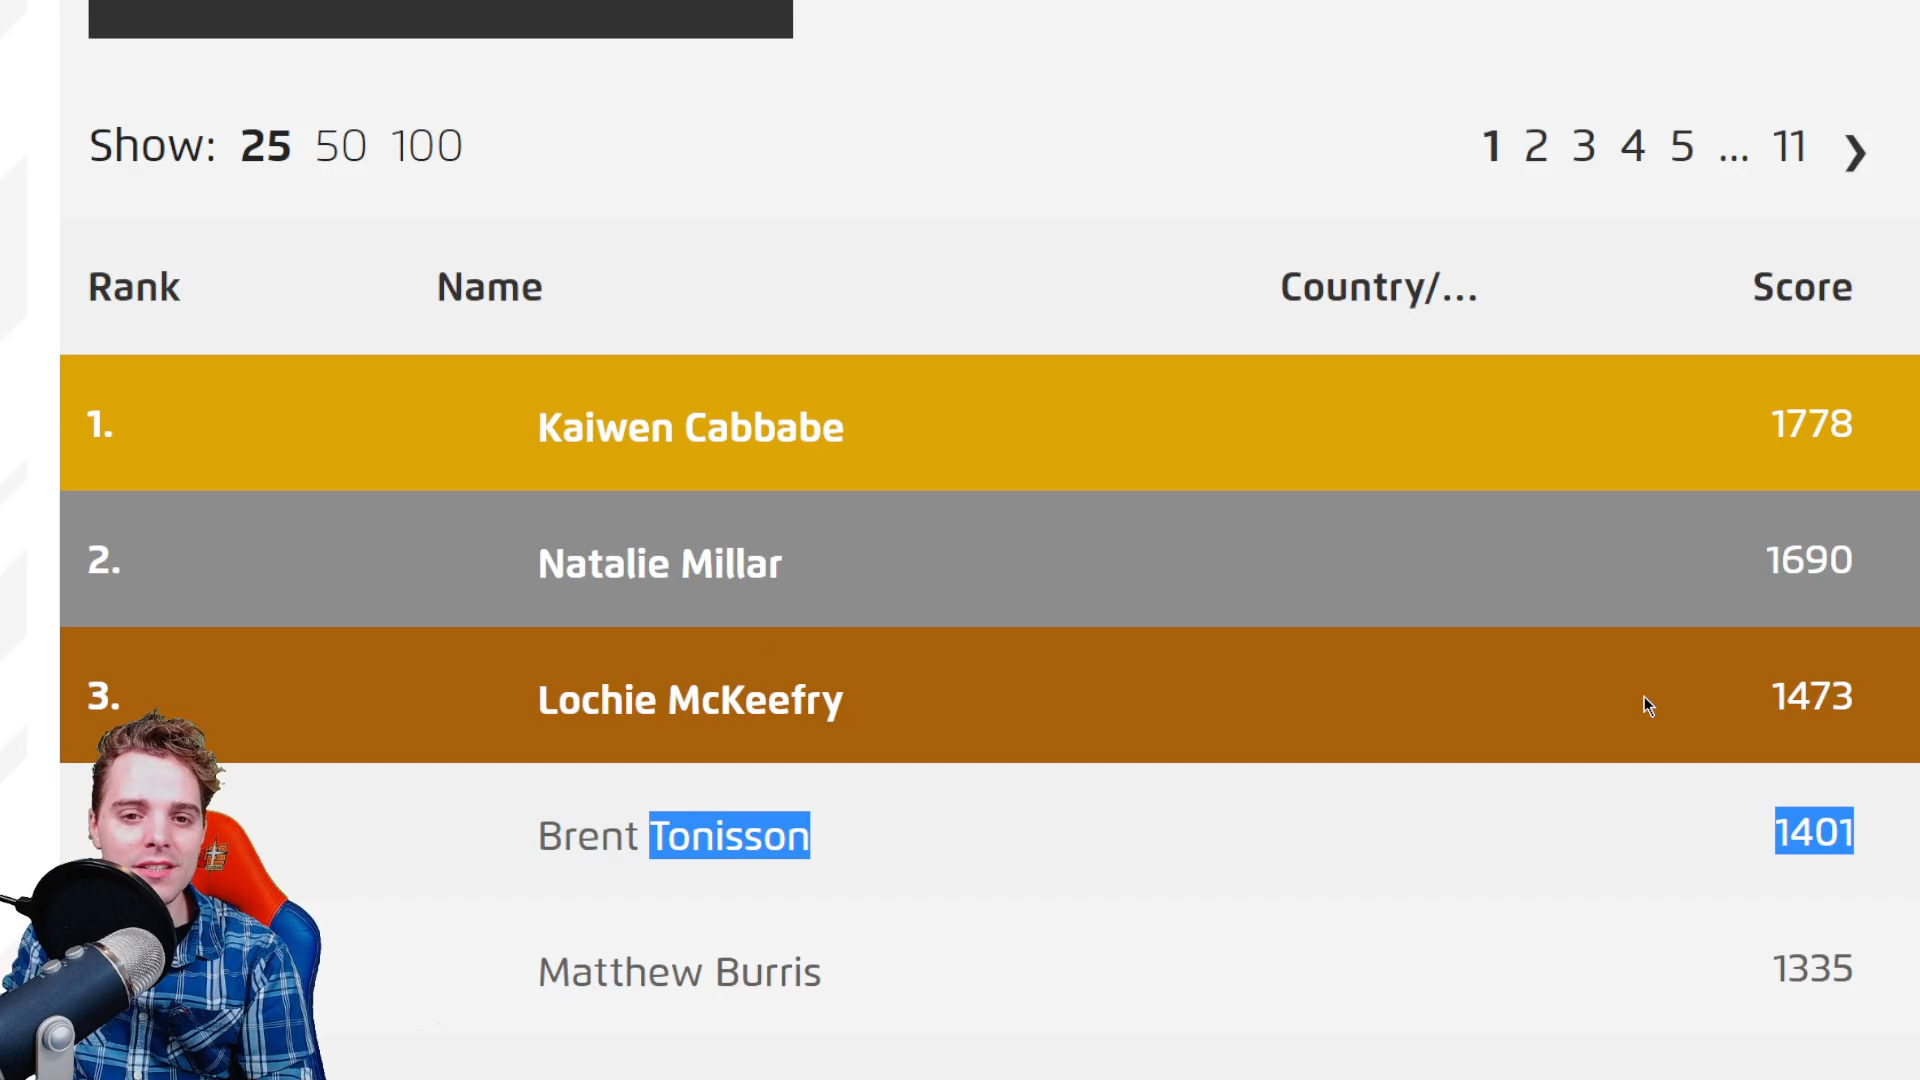 Show: 25 50 100
1 2 3 4 5 ... 11 ❯
Rank Name Country/... Score
1. Kaiwen Cabbabe 1778
2. Natalie Millar 1690
3. Lochie McKeefry 1473
Brent Tonisson 1401
Matthew Burris 1335